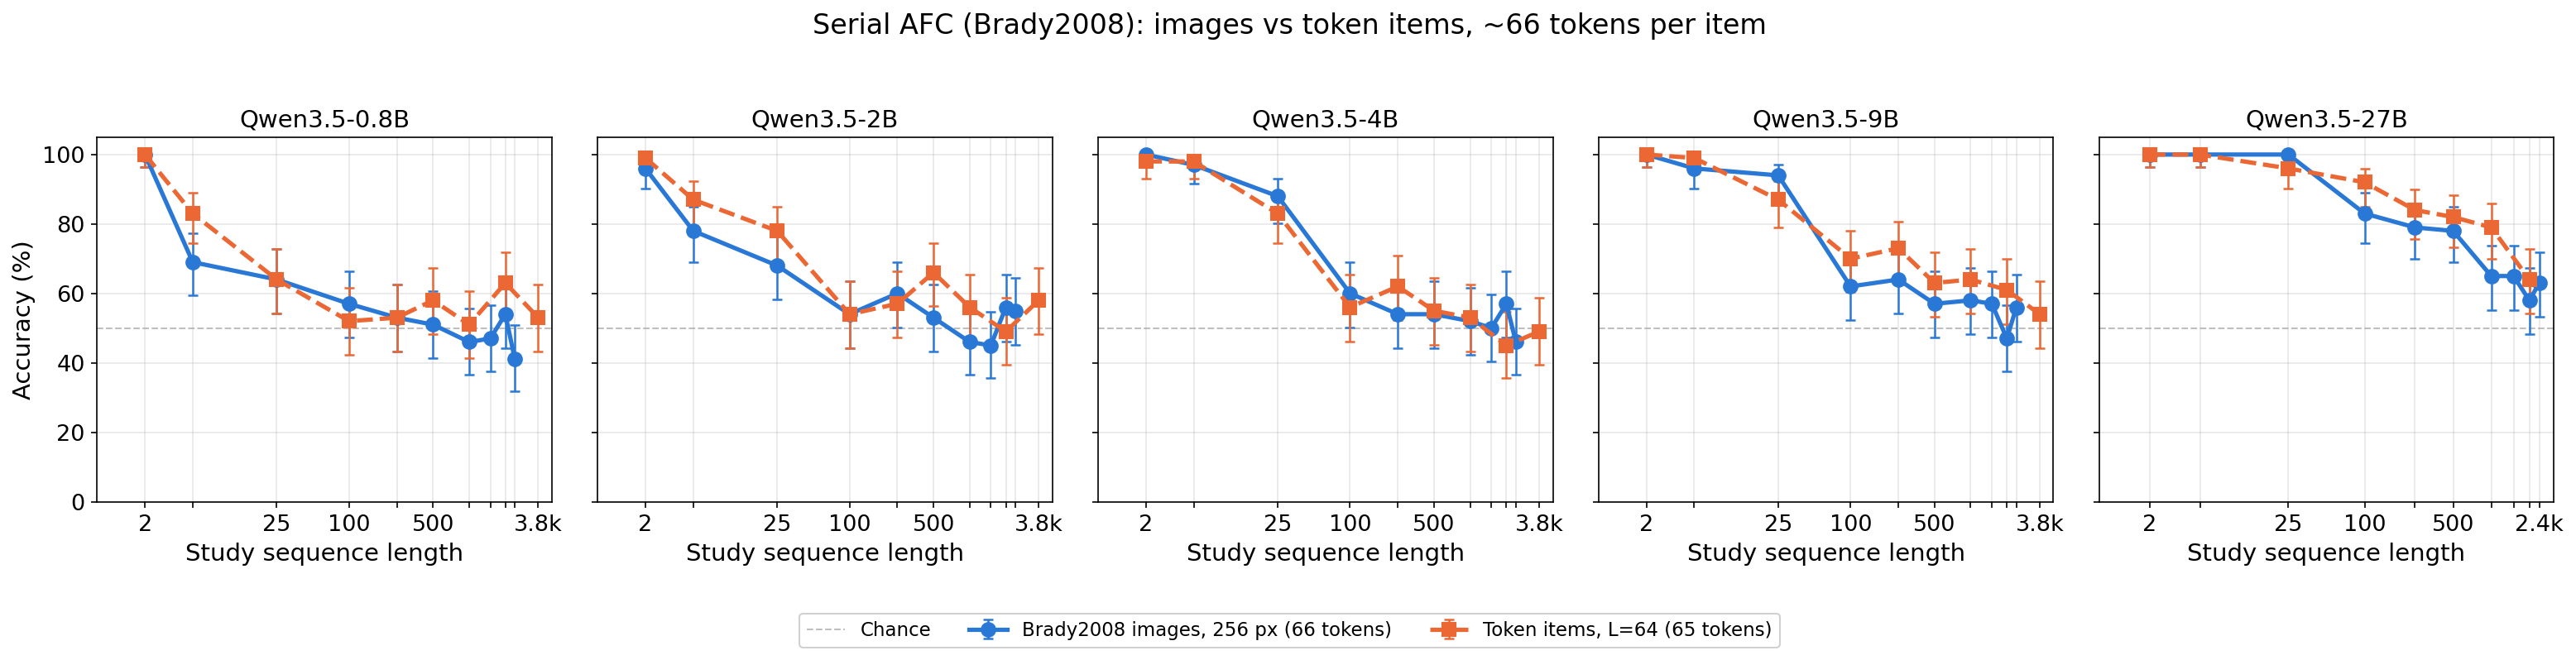 Serial AFC (Brady2008): images vs token items, ~66 tokens per item
Qwen3.5-0.8B
Qwen3.5-2B
Qwen3.5-4B
Qwen3.5-9B
Qwen3.5-27B
Accuracy (%)
100
80
60
40
20
0
2 25 100 500 3.8k
2 25 100 500 3.8k
2 25 100 500 3.8k
2 25 100 500 3.8k
2 25 100 500 2.4k
Study sequence length
Study sequence length
Study sequence length
Study sequence length
Study sequence length
Chance
Brady2008 images, 256 px (66 tokens)
Token items, L=64 (65 tokens)